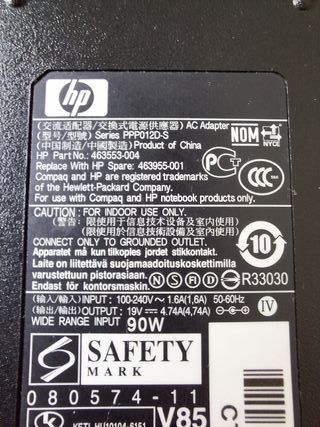 hp
(交流适配器/交換式電源供應器) AC Adapter
(型号/型號) Series PPP012D-S
(中国制造/中國製造) Product of China
HP Part No.: 463553-004
Replace With HP Spare: 463955-001
Compaq and HP are registered trademarks
of the Hewlett-Packard Company.
For use with Compaq and HP notebook products only.
NOM
NYCE
CCC
CAUTION: FOR INDOOR USE ONLY.
(警告: 限使用于信息技术设备及室内使用)
(限使用於信息技術設備及室內使用)
CONNECT ONLY TO GROUNDED OUTLET.
Apparatet må kun tilkoples jordet stikkontakt.
Laite on liitettävä suojamaadoituskoskettimilla
varustettuun pistorasiaan.
Endast för kontorsmaskin.
10
N S D R33030
(输入/輸入) INPUT: 100-240V～1.6A(1,6A) 50-60Hz
(输出/輸出) OUTPUT: 19V⎓4.74A(4,74A)
WIDE RANGE INPUT 90W
IV
S
SAFETY
MARK
080574-11
V85